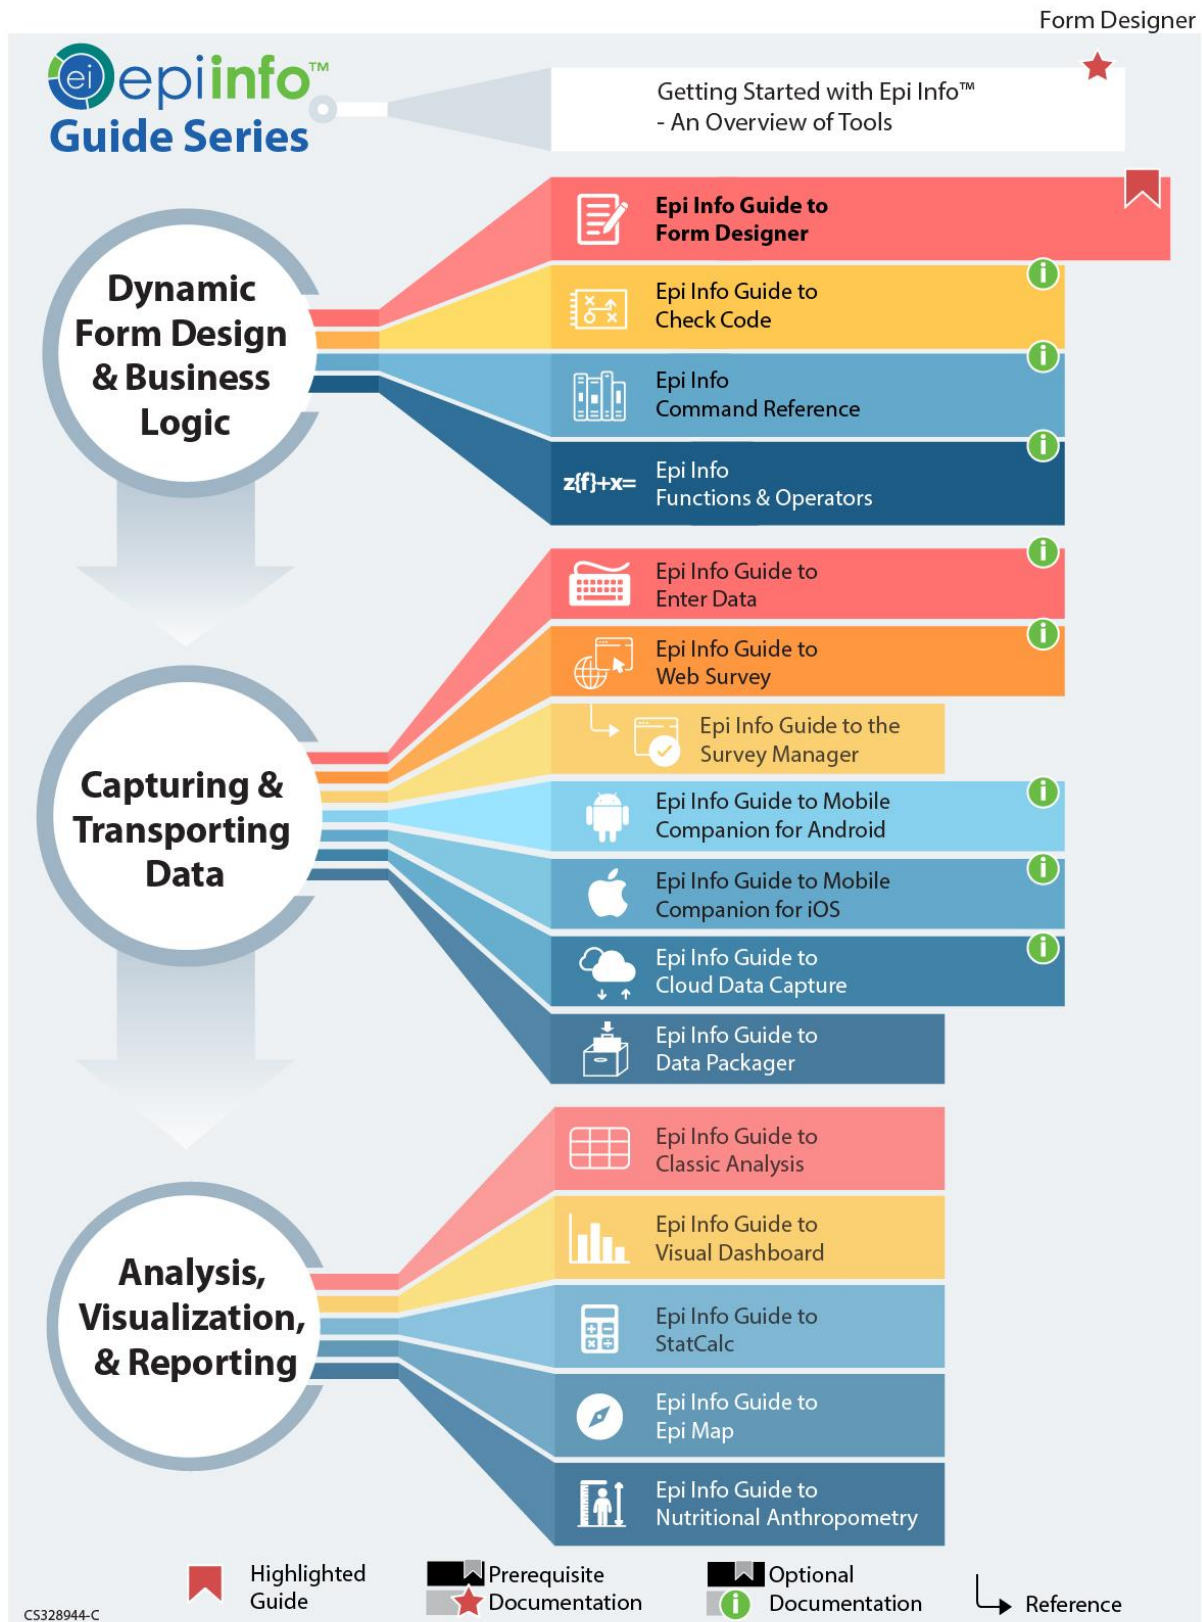 Form Designer
ei epiinfo™
Guide Series
Getting Started with Epi Info™
- An Overview of Tools
Dynamic
Form Design
& Business
Logic
Epi Info Guide to
Form Designer
Epi Info Guide to
Check Code
Epi Info
Command Reference
z{f}+x=
Epi Info
Functions & Operators
Capturing &
Transporting
Data
Epi Info Guide to
Enter Data
Epi Info Guide to
Web Survey
Epi Info Guide to the
Survey Manager
Epi Info Guide to Mobile
Companion for Android
Epi Info Guide to Mobile
Companion for iOS
Epi Info Guide to
Cloud Data Capture
Epi Info Guide to
Data Packager
Analysis,
Visualization,
& Reporting
Epi Info Guide to
Classic Analysis
Epi Info Guide to
Visual Dashboard
Epi Info Guide to
StatCalc
Epi Info Guide to
Epi Map
Epi Info Guide to
Nutritional Anthropometry
Highlighted
Guide
Prerequisite
Documentation
Optional
Documentation
Reference
CS328944-C